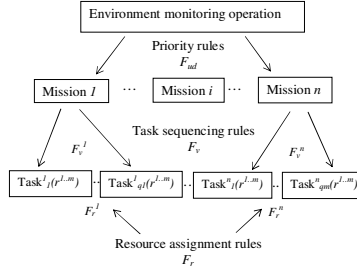 Environment monitoring operation
Priority rules
F_ud
Mission 1 ... Mission i ... Mission n
Task sequencing rules
F_v^1 F_v F_v^n
Task^1_1(r^1..m) .. Task^1_q1(r^1..m) .. Task^n_1(r^1..m) .. Task^n_qm(r^1..m)
F_r^1 F_r^n
Resource assignment rules
F_r